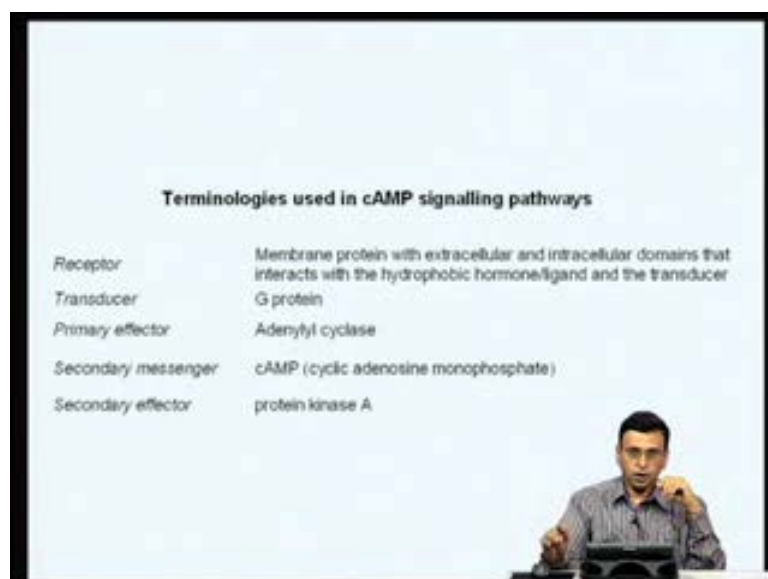 Terminologies used in cAMP signalling pathways
Receptor Membrane protein with extracellular and intracellular domains that
interacts with the hydrophobic hormone/ligand and the transducer
Transducer G protein
Primary effector Adenylyl cyclase
Secondary messenger cAMP (cyclic adenosine monophosphate)
Secondary effector protein kinase A